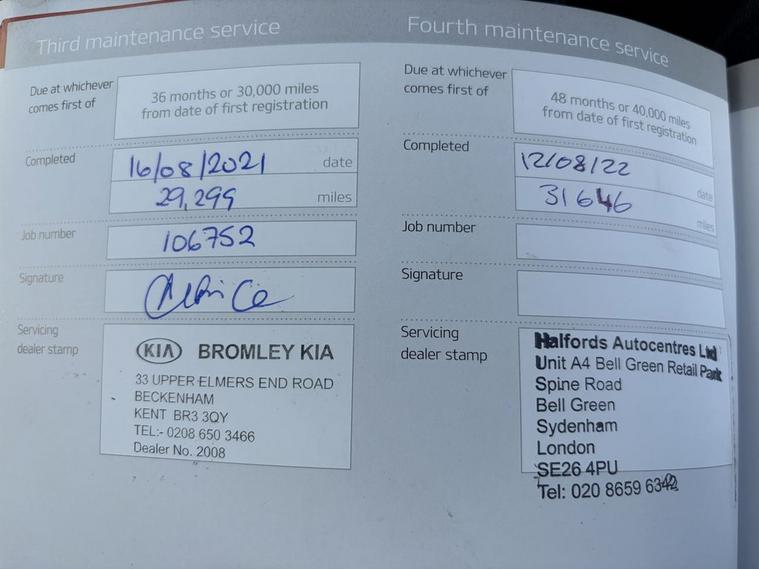 Third maintenance service
Due at whichever
comes first of
36 months or 30,000 miles
from date of first registration
Completed
16/08/2021 date
29,299 miles
Job number
106752
Signature
Servicing
dealer stamp
KIA BROMLEY KIA
33 UPPER ELMERS END ROAD
BECKENHAM
KENT BR3 3QY
TEL:- 0208 650 3466
Dealer No. 2008
Fourth maintenance service
Due at whichever
comes first of
48 months or 40,000 miles
from date of first registration
Completed
12/08/22 date
31646 miles
Job number
Signature
Servicing
dealer stamp
Halfords Autocentres Ltd
Unit A4 Bell Green Retail Park
Spine Road
Bell Green
Sydenham
London
SE26 4PU
Tel: 020 8659 6342